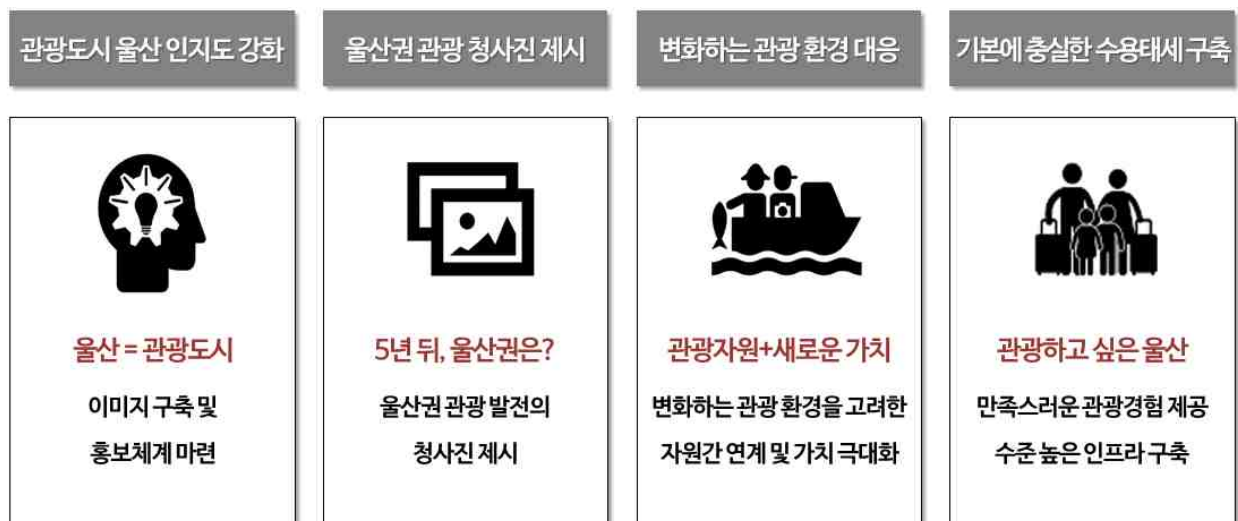 관광도시 울산 인지도 강화
울산권 관광 청사진 제시
변화하는 관광 환경 대응
기본에 충실한 수용태세 구축
울산 = 관광도시
이미지 구축 및
홍보체계 마련
5년 뒤, 울산권은?
울산권 관광 발전의
청사진 제시
관광자원+새로운 가치
변화하는 관광 환경을 고려한
자원간 연계 및 가치 극대화
관광하고 싶은 울산
만족스러운 관광경험 제공
수준 높은 인프라 구축